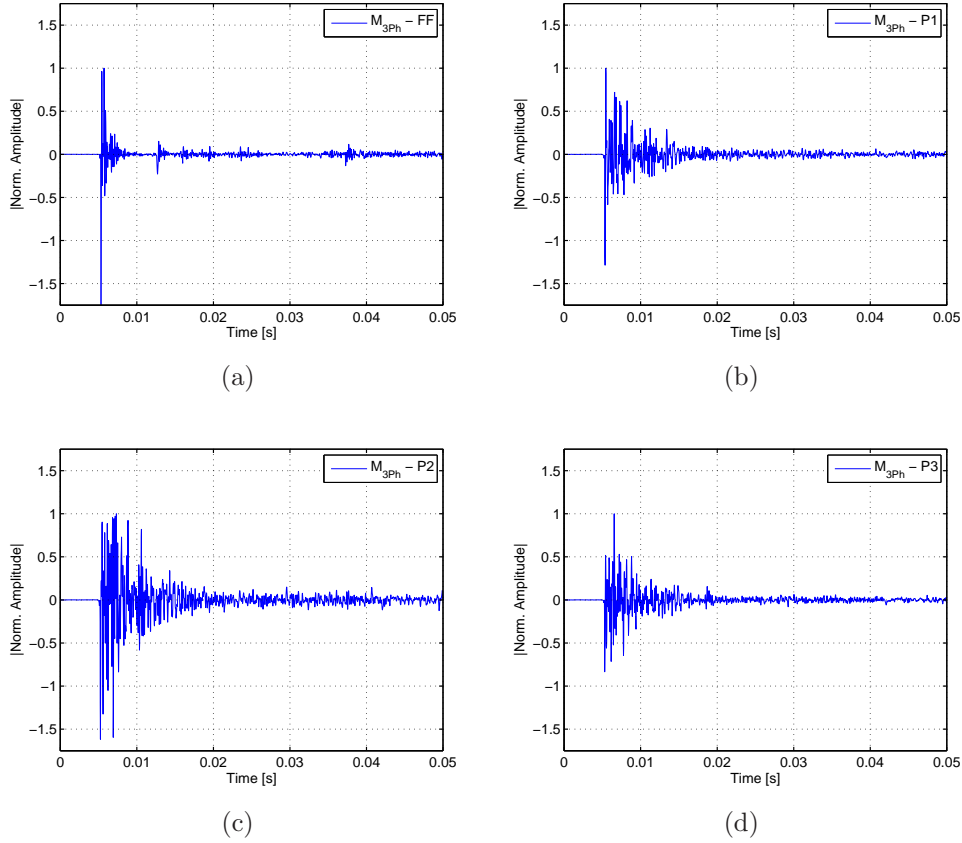 M3Ph − FF
|Norm. Amplitude|
1.5
1
0.5
0
−0.5
−1
−1.5
0 0.01 0.02 0.03 0.04 0.05
Time [s]
(a)
M3Ph − P1
|Norm. Amplitude|
1.5
1
0.5
0
−0.5
−1
−1.5
0 0.01 0.02 0.03 0.04 0.05
Time [s]
(b)
M3Ph − P2
|Norm. Amplitude|
1.5
1
0.5
0
−0.5
−1
−1.5
0 0.01 0.02 0.03 0.04 0.05
Time [s]
(c)
M3Ph − P3
|Norm. Amplitude|
1.5
1
0.5
0
−0.5
−1
−1.5
0 0.01 0.02 0.03 0.04 0.05
Time [s]
(d)